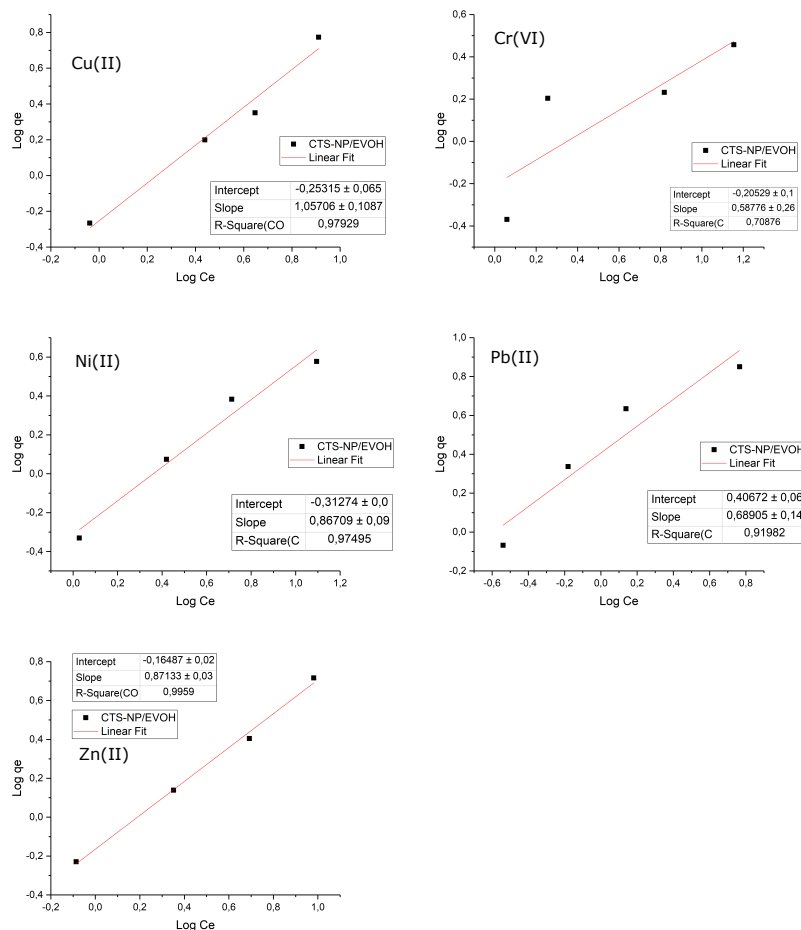 Cu(II)
Log qe
0,8
0,6
0,4
0,2
0,0
-0,2
-0,4
CTS-NP/EVOH
Linear Fit
Intercept -0,25315 ± 0,065
Slope 1,05706 ± 0,1087
R-Square(CO 0,97929
0,0 0,2 0,4 0,6 0,8 1,0
Log Ce
Cr(VI)
Log qe
0,6
0,4
0,2
0,0
-0,2
-0,4
CTS-NP/EVOH
Linear Fit
Intercept -0,20529 ± 0,1
Slope 0,58776 ± 0,26
R-Square(C 0,70876
0,0 0,2 0,4 0,6 0,8 1,0 1,2
Log Ce
Ni(II)
Log qe
0,6
0,4
0,2
0,0
-0,2
-0,4
CTS-NP/EVOH
Linear Fit
Intercept -0,31274 ± 0,0
Slope 0,86709 ± 0,09
R-Square(C 0,97495
0,0 0,2 0,4 0,6 0,8 1,0 1,2
Log Ce
Pb(II)
Log qe
1,0
0,8
0,6
0,4
0,2
0,0
-0,2
CTS-NP/EVOH
Linear Fit
Intercept 0,40672 ± 0,06
Slope 0,68905 ± 0,14
R-Square(C 0,91982
-0,6 -0,4 -0,2 0,0 0,2 0,4 0,6 0,8
Log Ce
Intercept -0,16487 ± 0,02
Slope 0,87133 ± 0,03
R-Square(CO 0,9959
CTS-NP/EVOH
Linear Fit
Zn(II)
Log qe
0,8
0,6
0,4
0,2
0,0
-0,2
-0,4
-0,2 0,0 0,2 0,4 0,6 0,8 1,0
Log Ce